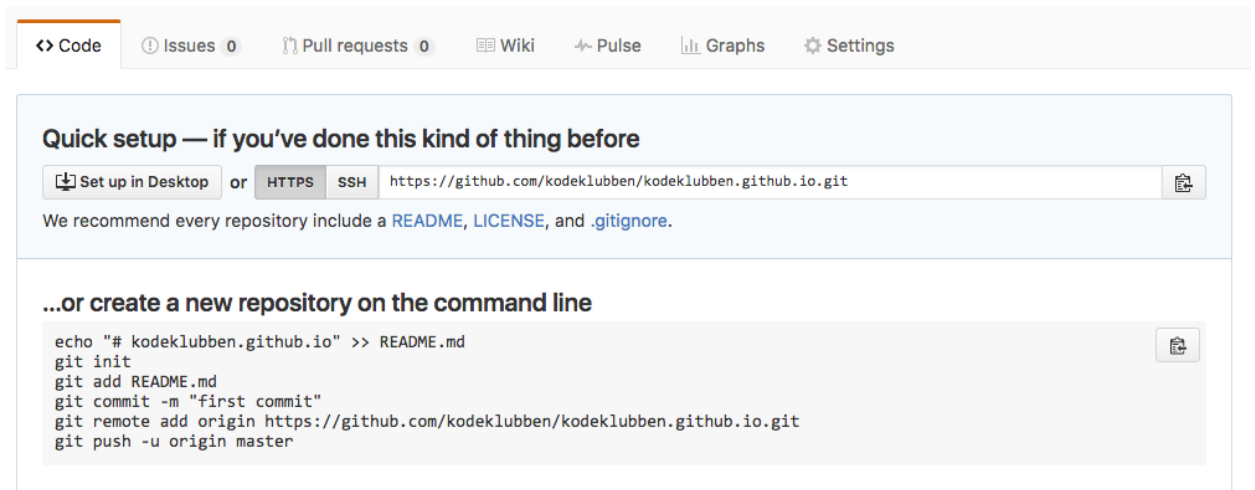 <> Code Issues 0 Pull requests 0 Wiki Pulse Graphs Settings
Quick setup — if you’ve done this kind of thing before
Set up in Desktop or HTTPS SSH https://github.com/kodeklubben/kodeklubben.github.io.git
We recommend every repository include a README, LICENSE, and .gitignore.
…or create a new repository on the command line
echo "# kodeklubben.github.io" >> README.md
git init
git add README.md
git commit -m "first commit"
git remote add origin https://github.com/kodeklubben/kodeklubben.github.io.git
git push -u origin master